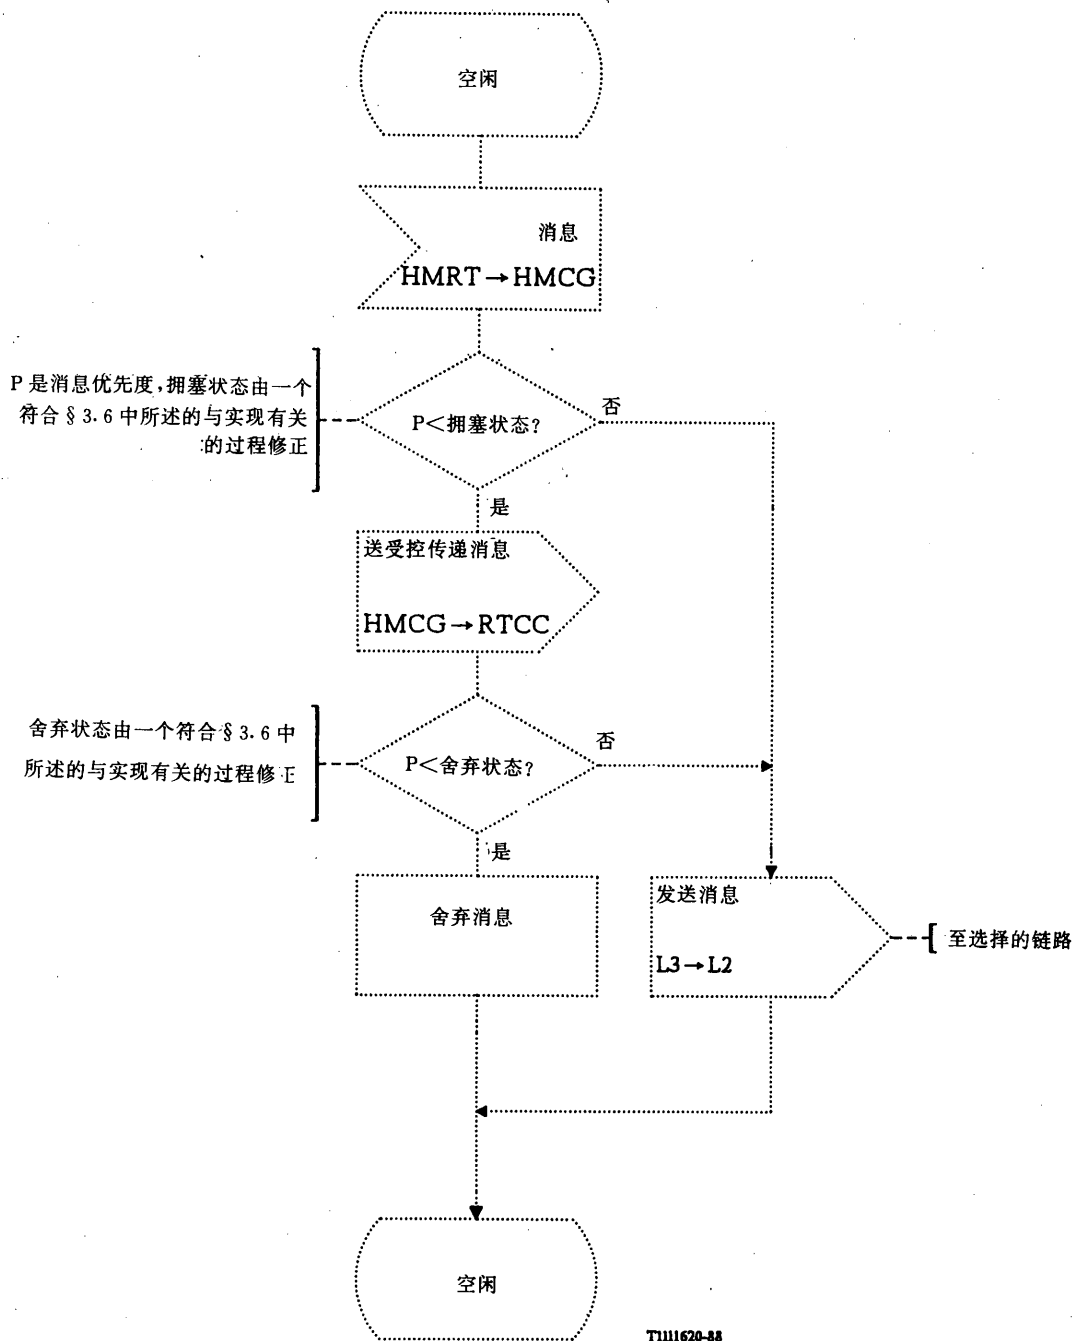 空闲
消息
HMRT→HMCG
P 是消息优先度,拥塞状态由一个
符合 § 3.6 中所述的与实现有关
的过程修正
P<拥塞状态?
否
是
送受控传递消息
HMCG→RTCC
舍弃状态由一个符合 § 3.6 中
所述的与实现有关的过程修正
P<舍弃状态?
否
是
舍弃消息
发送消息
L3→L2
至选择的链路
空闲
T1111620-88